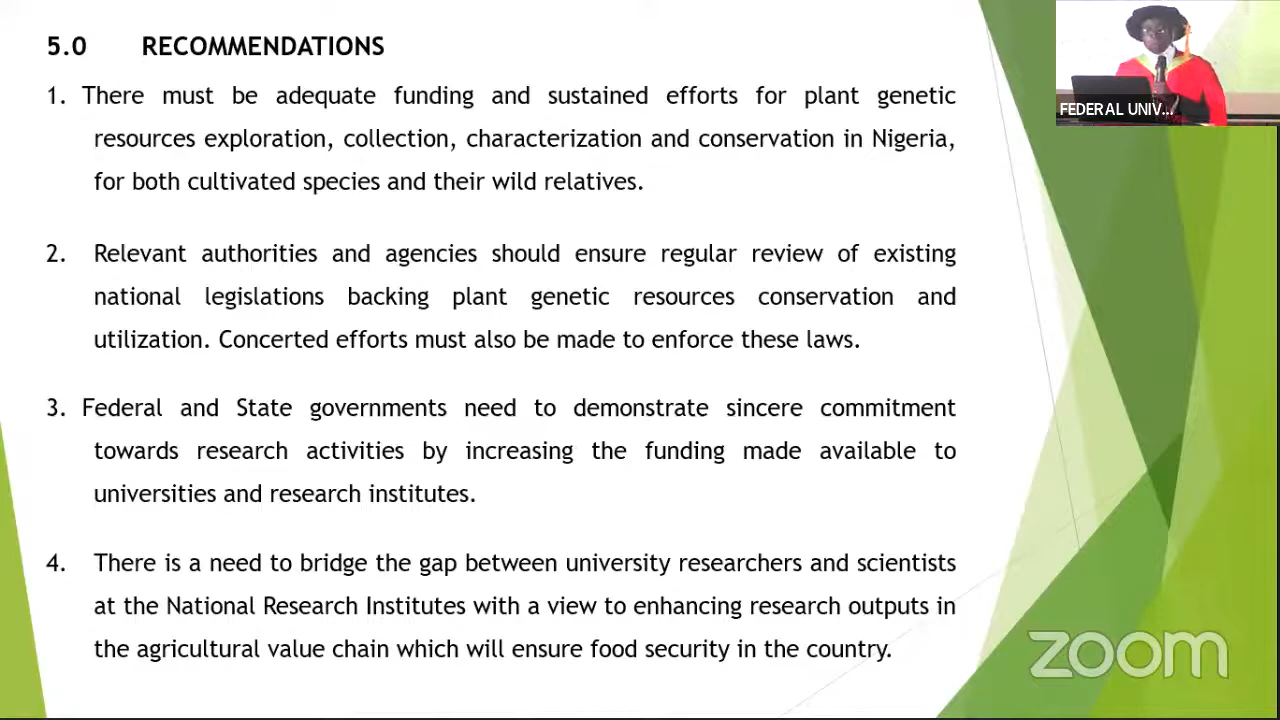 5.0 RECOMMENDATIONS
1. There must be adequate funding and sustained efforts for plant genetic
resources exploration, collection, characterization and conservation in Nigeria,
for both cultivated species and their wild relatives.
2. Relevant authorities and agencies should ensure regular review of existing
national legislations backing plant genetic resources conservation and
utilization. Concerted efforts must also be made to enforce these laws.
3. Federal and State governments need to demonstrate sincere commitment
towards research activities by increasing the funding made available to
universities and research institutes.
4. There is a need to bridge the gap between university researchers and scientists
at the National Research Institutes with a view to enhancing research outputs in
the agricultural value chain which will ensure food security in the country.
FEDERAL UNIV...
zoom